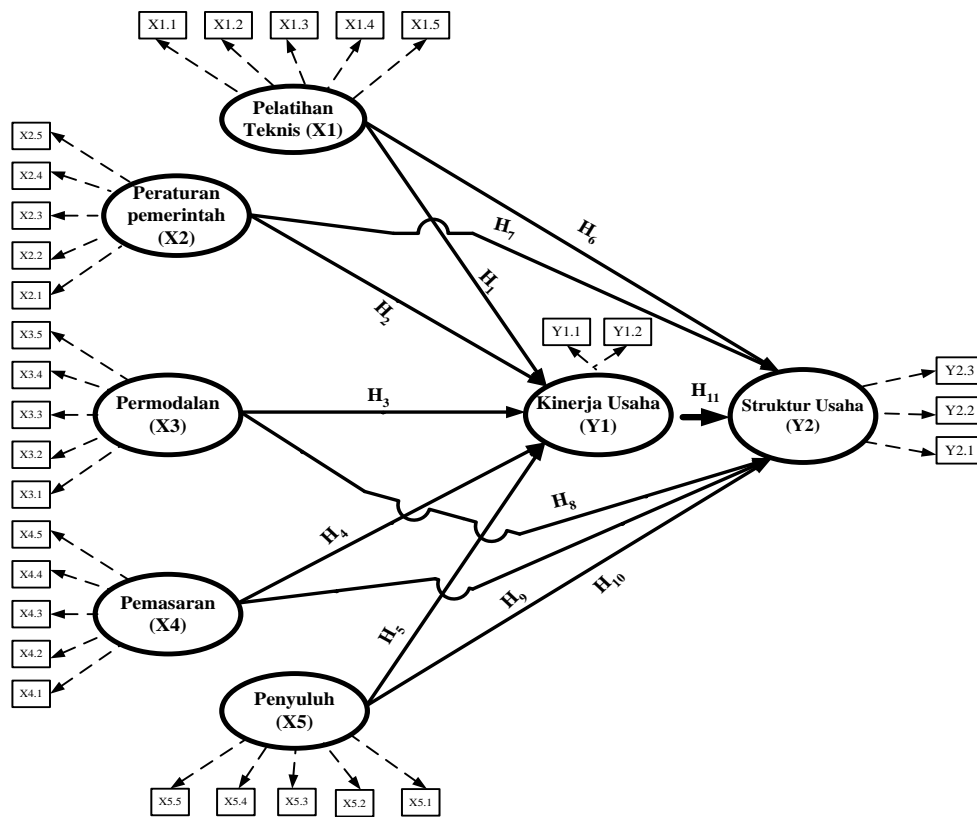 X1.1
X1.2
X1.3
X1.4
X1.5
Pelatihan
Teknis (X1)
X2.5
X2.4
X2.3
X2.2
X2.1
Peraturan
pemerintah
(X2)
H7
H6
H1
H2
X3.5
X3.4
X3.3
X3.2
X3.1
Permodalan
(X3)
H3
Y1.1
Y1.2
Kinerja Usaha
(Y1)
H11
Struktur Usaha
(Y2)
Y2.3
Y2.2
Y2.1
H8
H4
X4.5
X4.4
X4.3
X4.2
X4.1
Pemasaran
(X4)
H9
H10
H5
Penyuluh
(X5)
X5.5
X5.4
X5.3
X5.2
X5.1